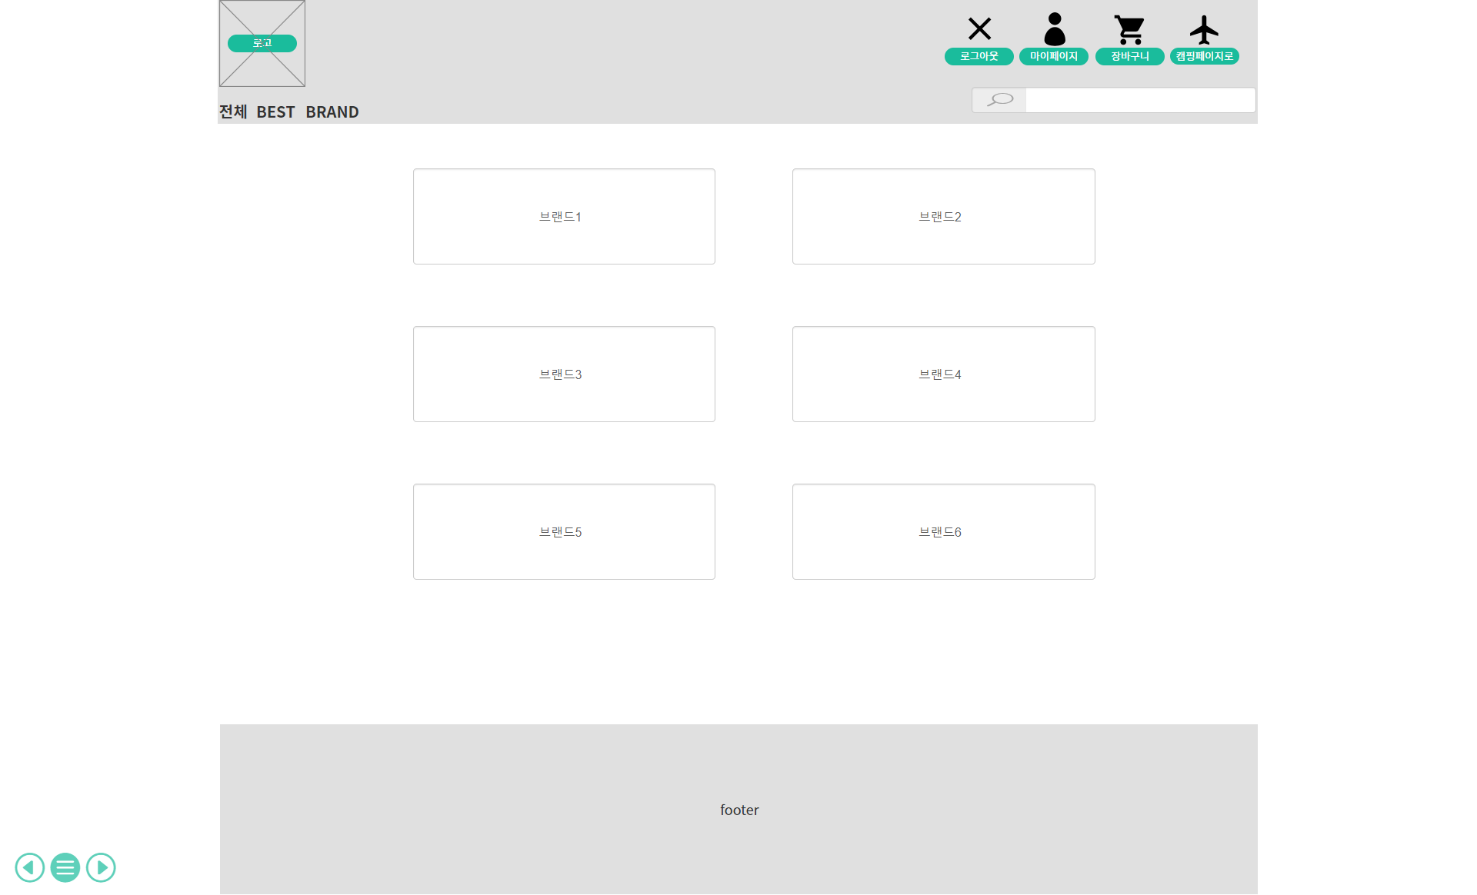 로고
로그아웃 마이페이지 장바구니 캠핑페이지로
전체 BEST BRAND
브랜드1 브랜드2
브랜드3 브랜드4
브랜드5 브랜드6
footer